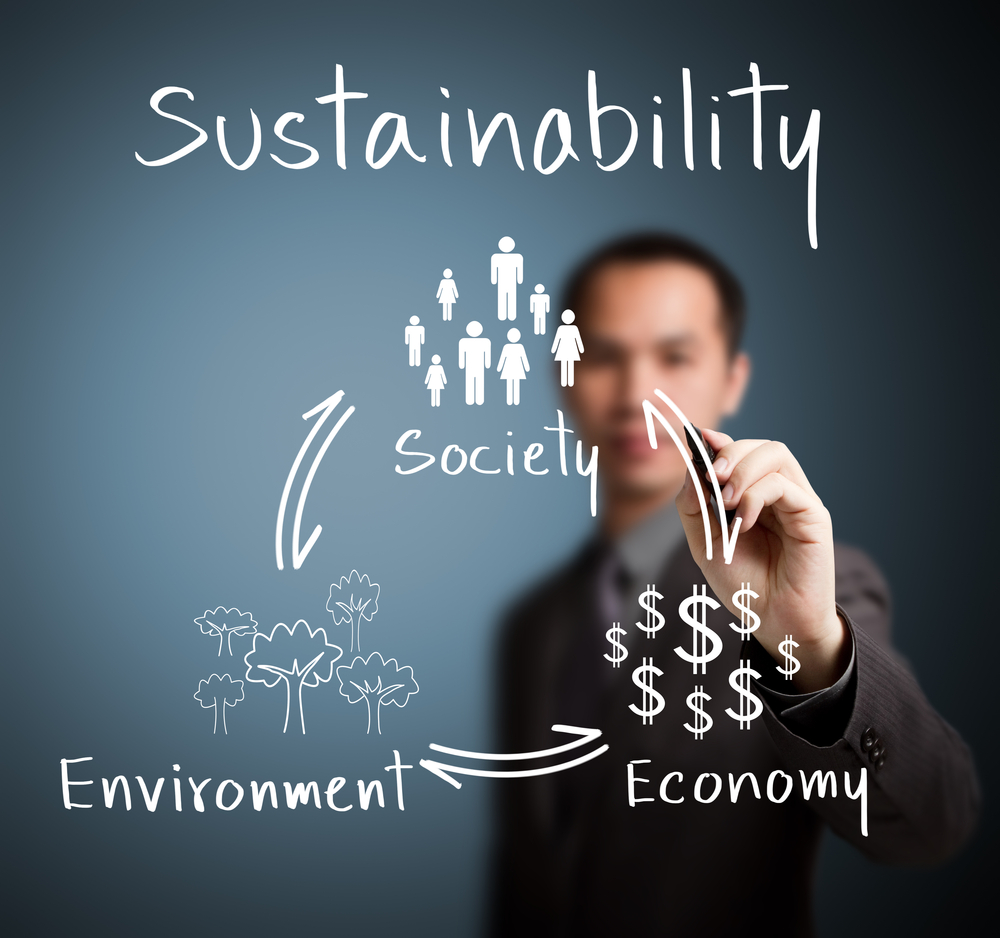 Sustainability
Society
$ $ $
$ $
$ $ $
Environment
Economy